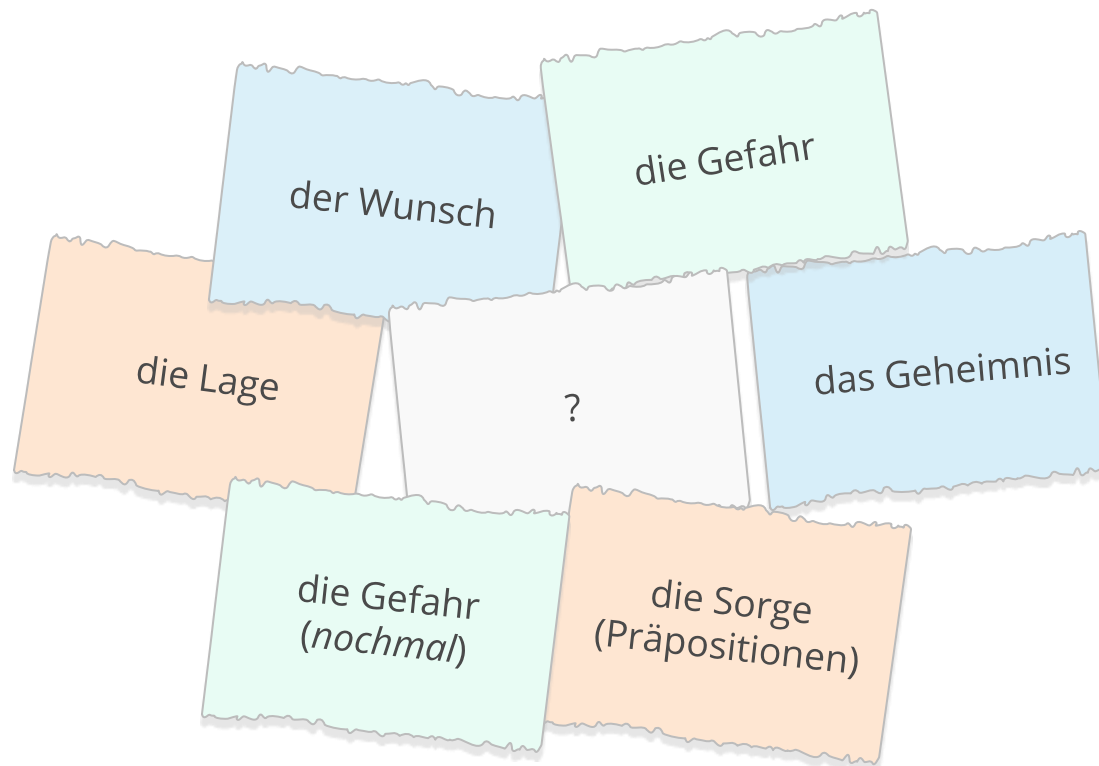 die Gefahr
der Wunsch
das Geheimnis
die Lage
?
die Gefahr
(nochmal)
die Sorge
(Präpositionen)